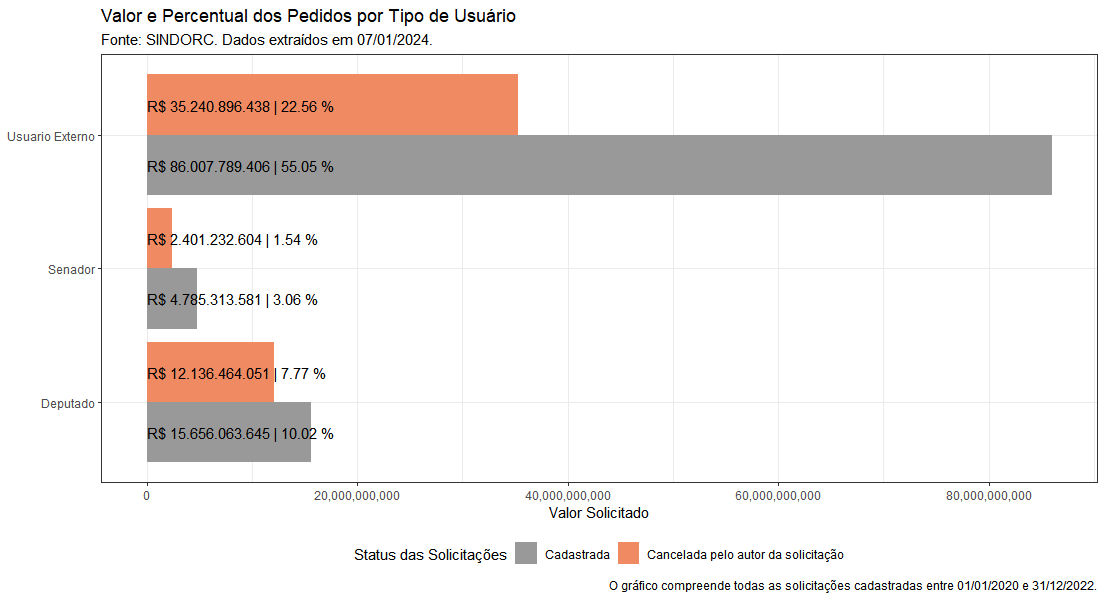 Valor e Percentual dos Pedidos por Tipo de Usuário
Fonte: SINDORC. Dados extraídos em 07/01/2024.
R$ 35.240.896.438 | 22.56 %
Usuario Externo
R$ 86.007.789.406 | 55.05 %
R$ 2.401.232.604 | 1.54 %
Senador
R$ 4.785.313.581 | 3.06 %
R$ 12.136.464.051 | 7.77 %
Deputado
R$ 15.656.063.645 | 10.02 %
0 20,000,000,000 40,000,000,000 60,000,000,000 80,000,000,000
Valor Solicitado
Status das Solicitações Cadastrada Cancelada pelo autor da solicitação
O gráfico compreende todas as solicitações cadastradas entre 01/01/2020 e 31/12/2022.